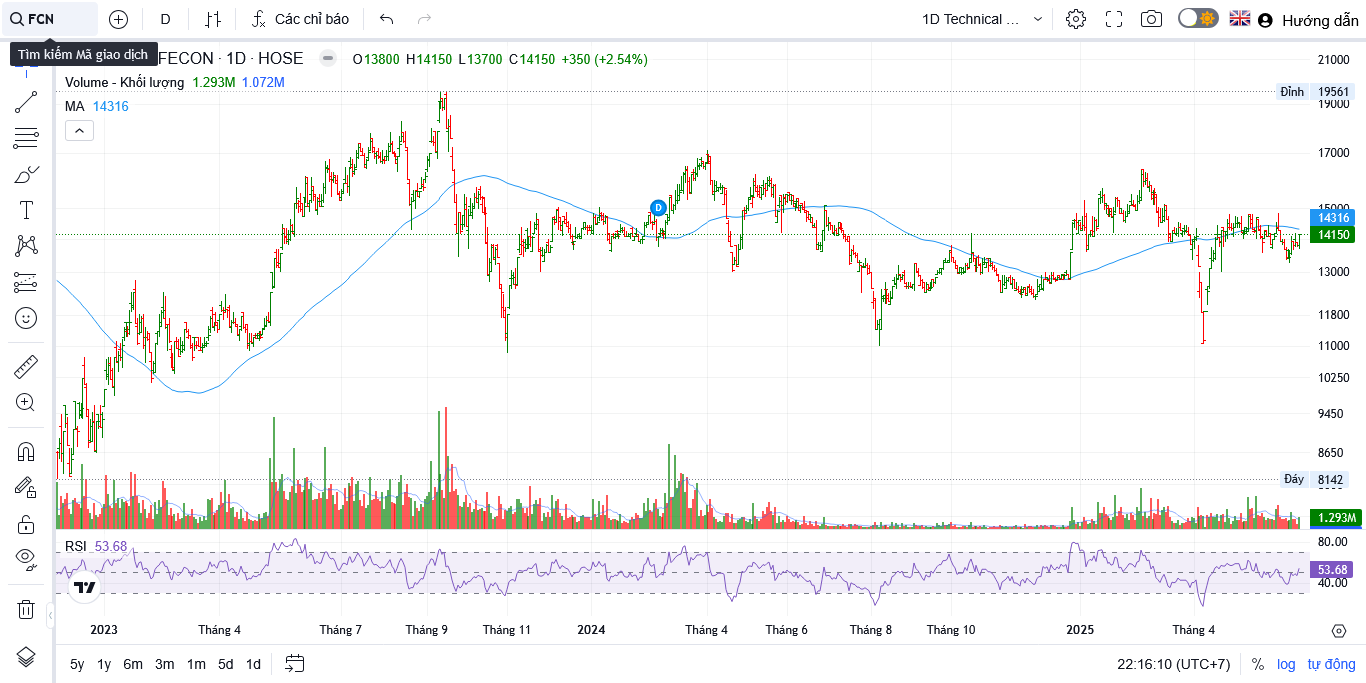 FCN D Các chỉ báo 1D Technical ... Hướng dẫn
Tìm kiếm Mã giao dịch
FECON · 1D · HOSE O13800 H14150 L13700 C14150 +350 (+2.54%)
Volume - Khối lượng 1.293M 1.072M
MA 14316
D
21000
Đỉnh 19561
19000
17000
15000
14316
14150
13000
11800
11000
10250
9450
8650
Đáy 8142
1.293M
RSI 53.68
80.00
53.68
40.00
2023 Tháng 4 Tháng 7 Tháng 9 Tháng 11 2024 Tháng 4 Tháng 6 Tháng 8 Tháng 10 2025 Tháng 4
5y 1y 6m 3m 1m 5d 1d 22:16:10 (UTC+7) % log tự động